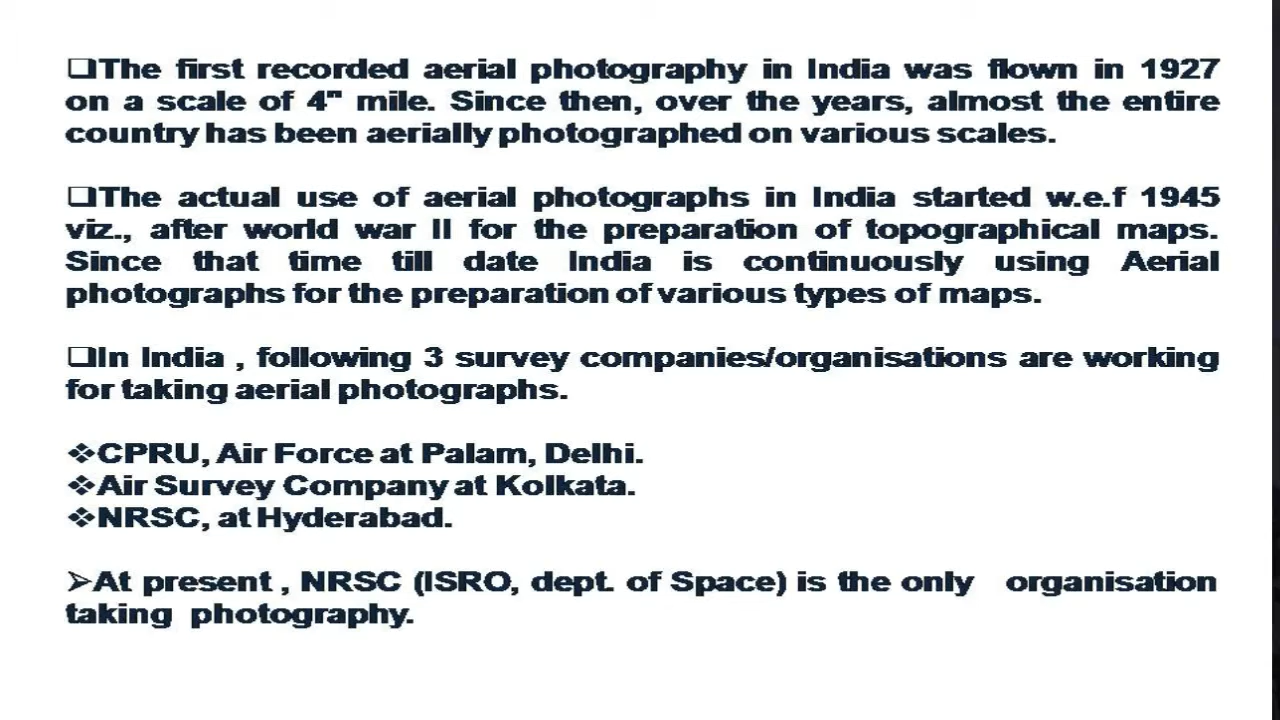 ❑The first recorded aerial photography in India was flown in 1927
on a scale of 4" mile. Since then, over the years, almost the entire
country has been aerially photographed on various scales.
❑The actual use of aerial photographs in India started w.e.f 1945
viz., after world war II for the preparation of topographical maps.
Since that time till date India is continuously using Aerial
photographs for the preparation of various types of maps.
❑In India , following 3 survey companies/organisations are working
for taking aerial photographs.
❖CPRU, Air Force at Palam, Delhi.
❖Air Survey Company at Kolkata.
❖NRSC, at Hyderabad.
➢At present , NRSC (ISRO, dept. of Space) is the only organisation
taking photography.